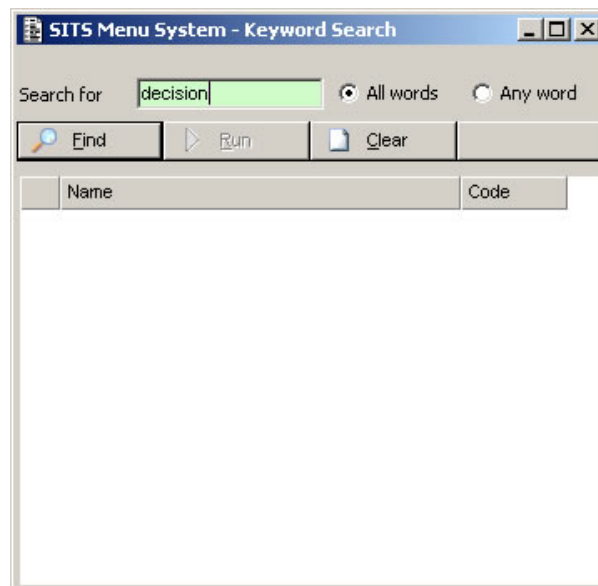 SITS Menu System - Keyword Search
Search for decision All words Any word
Find Run Clear
Name Code